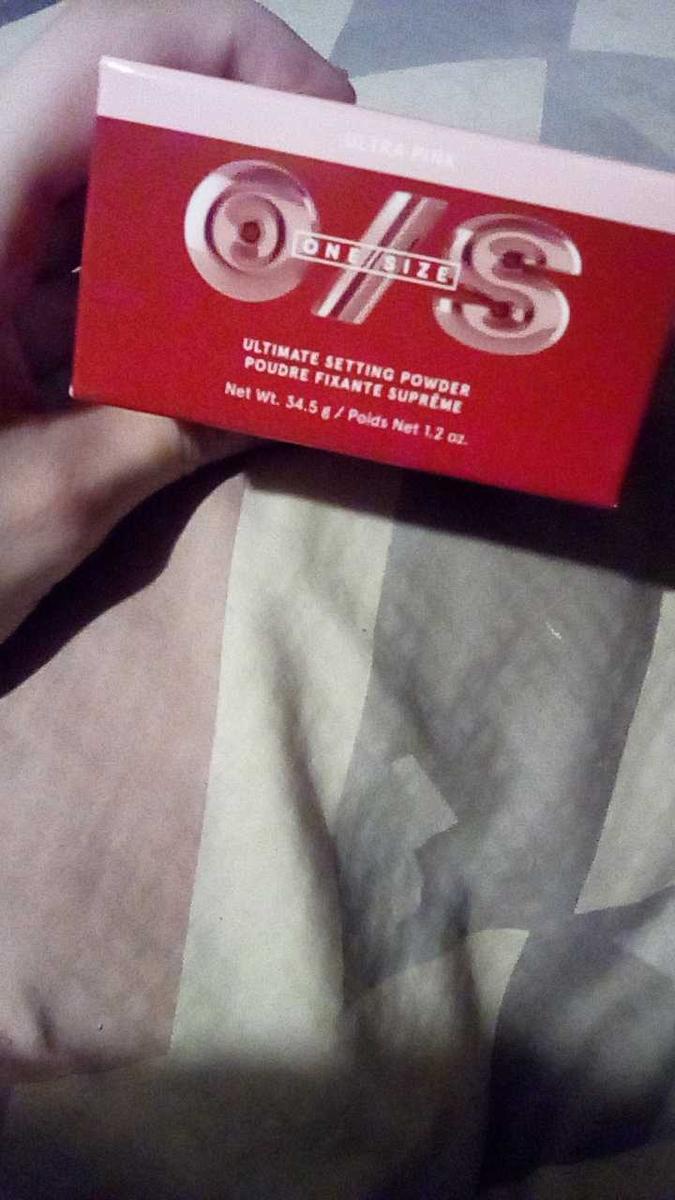 ULTRA PINK
O/S
ONE/SIZE
ULTIMATE SETTING POWDER
POUDRE FIXANTE SUPRÊME
Net Wt. 34.5 g / Poids Net 1.2 oz.